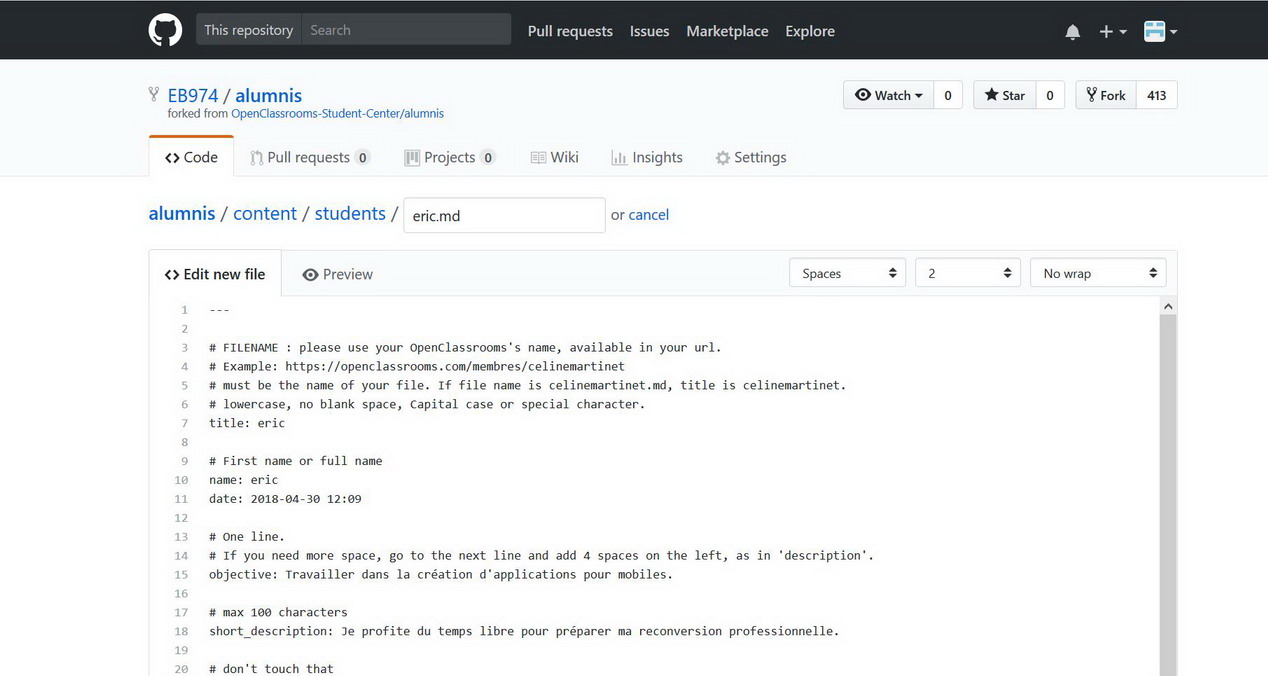 This repository Search Pull requests Issues Marketplace Explore
EB974 / alumnis Watch 0 Star 0 Fork 413
forked from OpenClassrooms-Student-Center/alumnis
Code Pull requests 0 Projects 0 Wiki Insights Settings
alumnis / content / students / eric.md or cancel
Edit new file Preview Spaces 2 No wrap
1 ---
2
3 # FILENAME : please use your OpenClassrooms's name, available in your url.
4 # Example: https://openclassrooms.com/membres/celinemartinet
5 # must be the name of your file. If file name is celinemartinet.md, title is celinemartinet.
6 # lowercase, no blank space, Capital case or special character.
7 title: eric
8
9 # First name or full name
10 name: eric
11 date: 2018-04-30 12:09
12
13 # One line.
14 # If you need more space, go to the next line and add 4 spaces on the left, as in 'description'.
15 objective: Travailler dans la création d'applications pour mobiles.
16
17 # max 100 characters
18 short_description: Je profite du temps libre pour préparer ma reconversion professionnelle.
19
20 # don't touch that